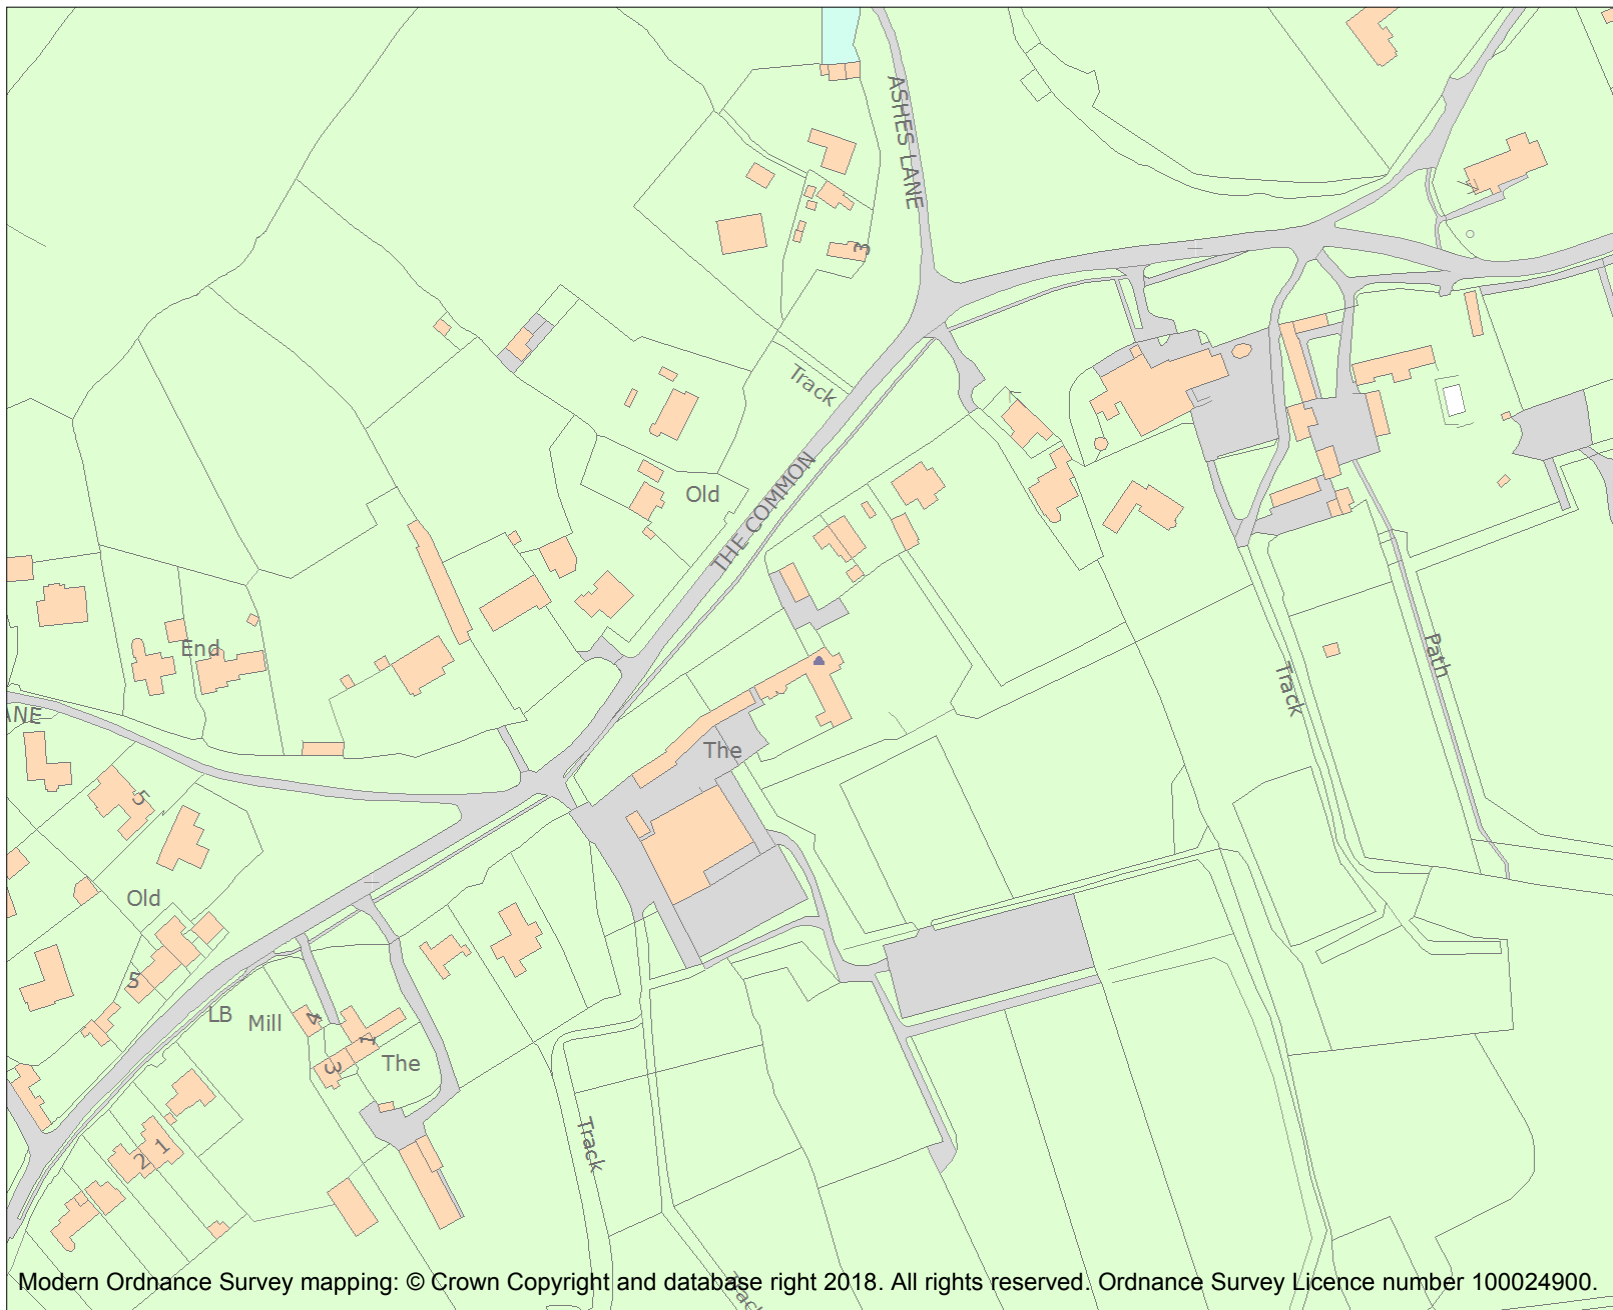 ASHES LANE
3
Track
Old
THE COMMON
End
ANE
The
5
Old
5
LB
Mill
4
1
3
The
Track
Path
Track
2
1
Modern Ordnance Survey mapping: © Crown Copyright and database right 2018. All rights reserved. Ordnance Survey Licence number 100024900.